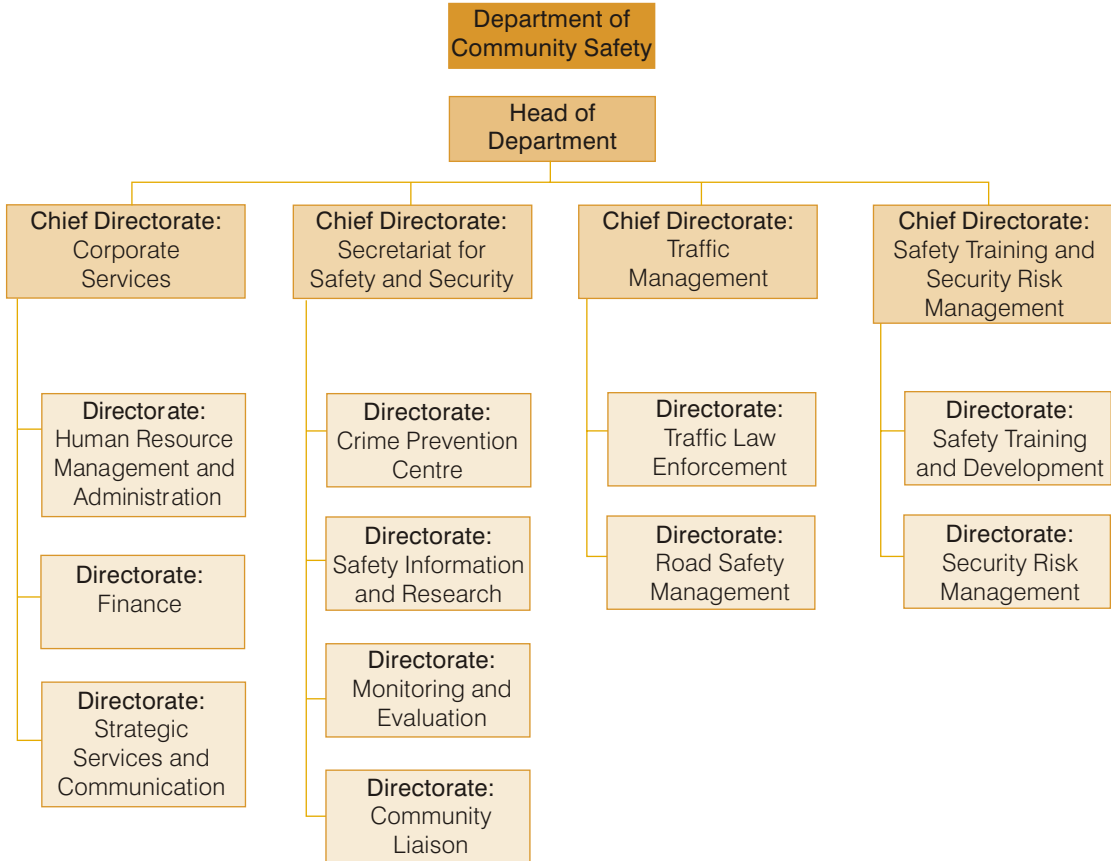 Department of
Community Safety
Head of
Department
Chief Directorate:
Corporate
Services
Chief Directorate:
Secretariat for
Safety and Security
Chief Directorate:
Traffic
Management
Chief Directorate:
Safety Training and
Security Risk
Management
Directorate:
Human Resource
Management and
Administration
Directorate:
Finance
Directorate:
Strategic
Services and
Communication
Directorate:
Crime Prevention
Centre
Directorate:
Safety Information
and Research
Directorate:
Monitoring and
Evaluation
Directorate:
Community
Liaison
Directorate:
Traffic Law
Enforcement
Directorate:
Road Safety
Management
Directorate:
Safety Training
and Development
Directorate:
Security Risk
Management